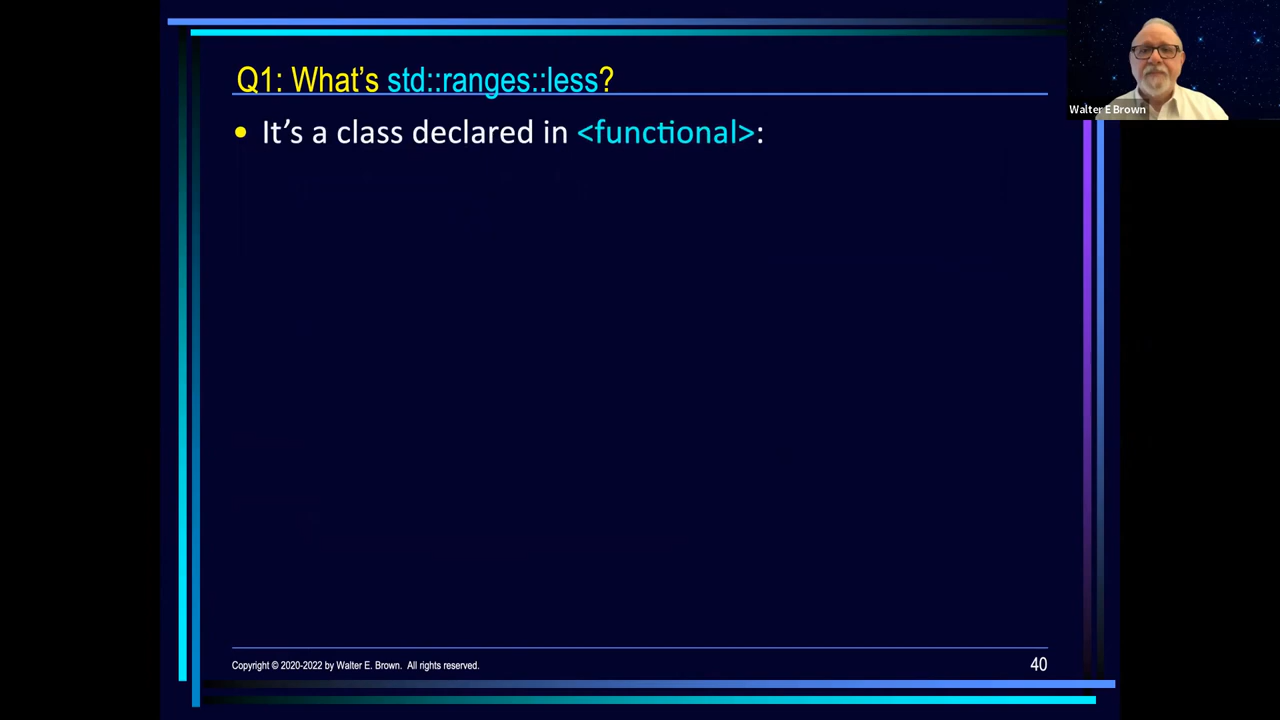 Q1: What's std::ranges::less?
• It's a class declared in <functional>:
Walter E Brown
Copyright © 2020-2022 by Walter E. Brown. All rights reserved.
40